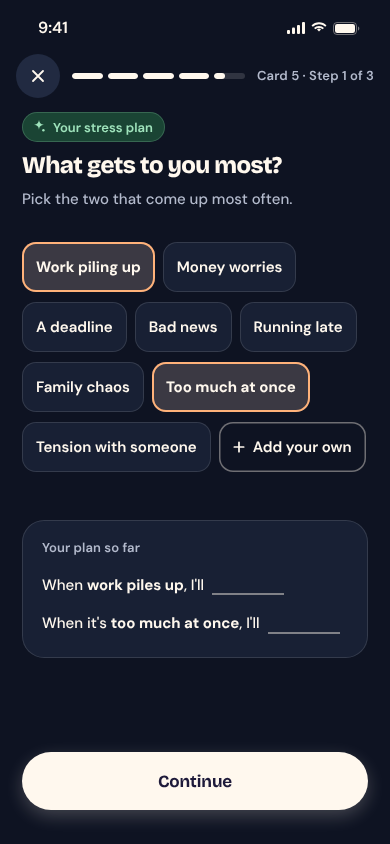 9:41
Card 5 · Step 1 of 3
Your stress plan
What gets to you most?
Pick the two that come up most often.
Work piling up
Money worries
A deadline
Bad news
Running late
Family chaos
Too much at once
Tension with someone
+ Add your own
Your plan so far
When work piles up, I'll ________
When it's too much at once, I'll ________
Continue